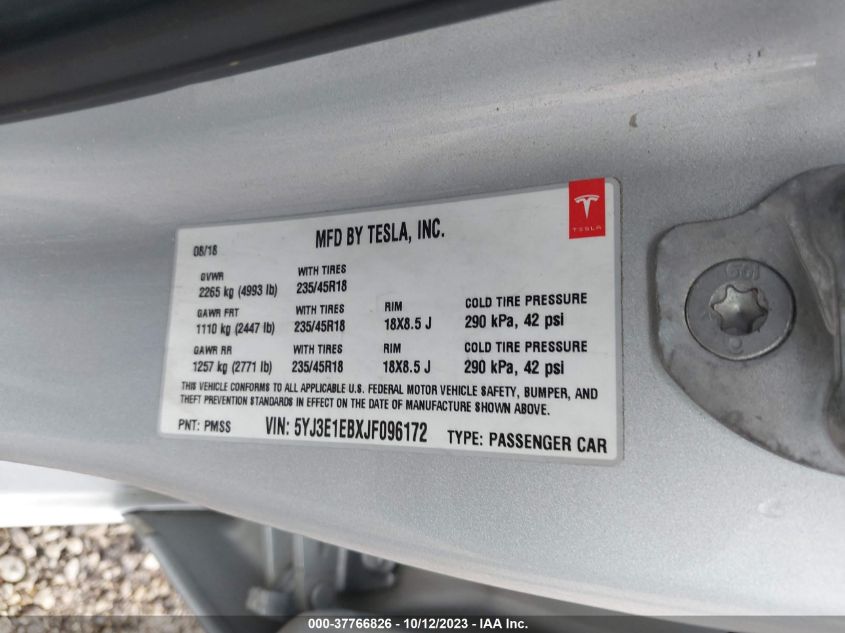 TESLA
MFD BY TESLA, INC.
08/18
GVWR WITH TIRES
2265 kg (4993 lb) 235/45R18
GAWR FRT WITH TIRES RIM COLD TIRE PRESSURE
1110 kg (2447 lb) 235/45R18 18X8.5 J 290 kPa, 42 psi
GAWR RR WITH TIRES RIM COLD TIRE PRESSURE
1257 kg (2771 lb) 235/45R18 18X8.5 J 290 kPa, 42 psi
THIS VEHICLE CONFORMS TO ALL APPLICABLE U.S. FEDERAL MOTOR VEHICLE SAFETY, BUMPER, AND
THEFT PREVENTION STANDARDS IN EFFECT ON THE DATE OF MANUFACTURE SHOWN ABOVE.
PNT: PMSS VIN: 5YJ3E1EBXJF096172 TYPE: PASSENGER CAR
000-37766826 - 10/12/2023 - IAA Inc.